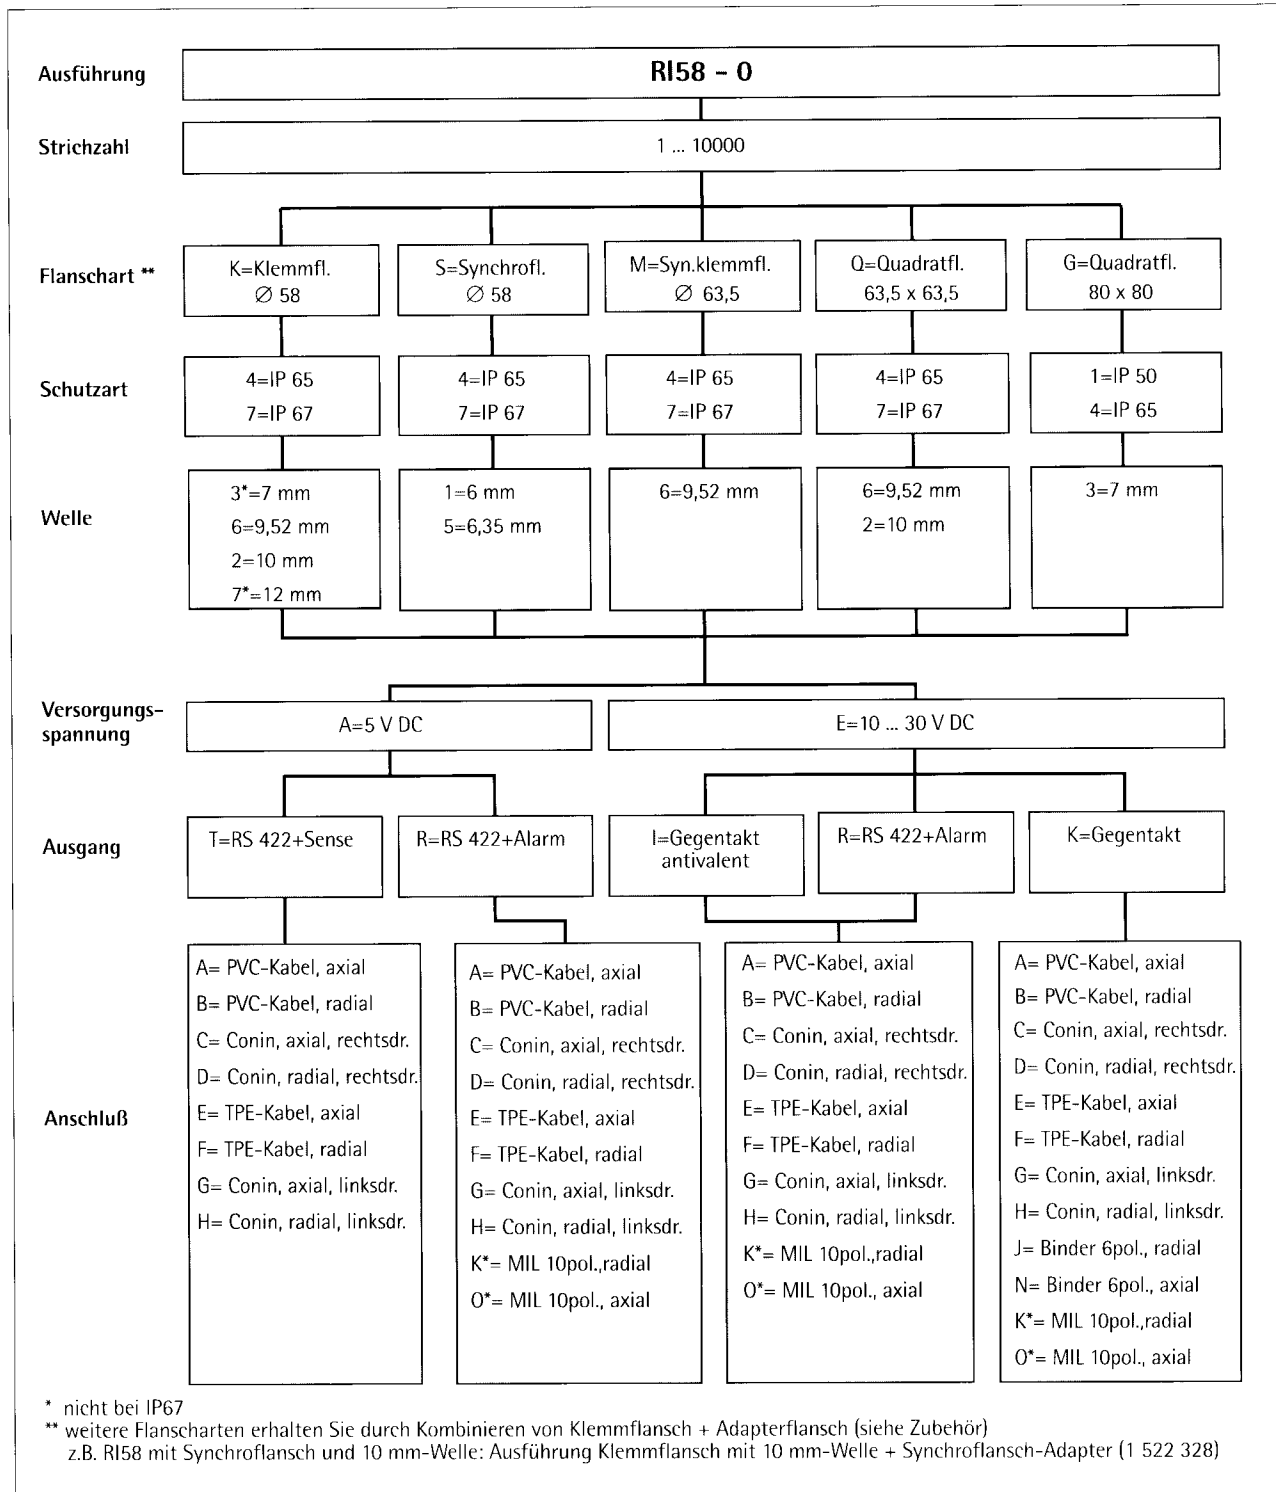 Ausführung
RI58 - 0
Strichzahl
1 ... 10000
Flanschart **
K=Klemmfl.
∅ 58
S=Synchrofl.
∅ 58
M=Syn.klemmfl.
∅ 63,5
Q=Quadratfl.
63,5 x 63,5
G=Quadratfl.
80 x 80
Schutzart
4=IP 65
7=IP 67
4=IP 65
7=IP 67
4=IP 65
7=IP 67
4=IP 65
7=IP 67
1=IP 50
4=IP 65
Welle
3*=7 mm
6=9,52 mm
2=10 mm
7*=12 mm
1=6 mm
5=6,35 mm
6=9,52 mm
6=9,52 mm
2=10 mm
3=7 mm
Versorgungs-
spannung
A=5 V DC
E=10 ... 30 V DC
Ausgang
T=RS 422+Sense
R=RS 422+Alarm
I=Gegentakt
antivalent
R=RS 422+Alarm
K=Gegentakt
Anschluß
A= PVC-Kabel, axial
B= PVC-Kabel, radial
C= Conin, axial, rechtsdr.
D= Conin, radial, rechtsdr.
E= TPE-Kabel, axial
F= TPE-Kabel, radial
G= Conin, axial, linksdr.
H= Conin, radial, linksdr.
A= PVC-Kabel, axial
B= PVC-Kabel, radial
C= Conin, axial, rechtsdr.
D= Conin, radial, rechtsdr.
E= TPE-Kabel, axial
F= TPE-Kabel, radial
G= Conin, axial, linksdr.
H= Conin, radial, linksdr.
K*= MIL 10pol.,radial
O*= MIL 10pol., axial
A= PVC-Kabel, axial
B= PVC-Kabel, radial
C= Conin, axial, rechtsdr.
D= Conin, radial, rechtsdr.
E= TPE-Kabel, axial
F= TPE-Kabel, radial
G= Conin, axial, linksdr.
H= Conin, radial, linksdr.
K*= MIL 10pol.,radial
O*= MIL 10pol., axial
A= PVC-Kabel, axial
B= PVC-Kabel, radial
C= Conin, axial, rechtsdr.
D= Conin, radial, rechtsdr.
E= TPE-Kabel, axial
F= TPE-Kabel, radial
G= Conin, axial, linksdr.
H= Conin, radial, linksdr.
J= Binder 6pol., radial
N= Binder 6pol., axial
K*= MIL 10pol.,radial
O*= MIL 10pol., axial
* nicht bei IP67
** weitere Flanscharten erhalten Sie durch Kombinieren von Klemmflansch + Adapterflansch (siehe Zubehör)
z.B. RI58 mit Synchroflansch und 10 mm-Welle: Ausführung Klemmflansch mit 10 mm-Welle + Synchroflansch-Adapter (1 522 328)